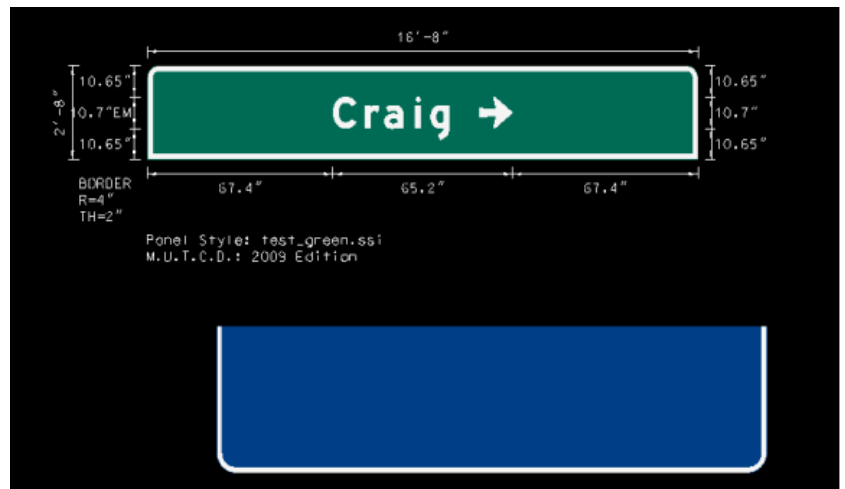 16'-8"
10.65" 10.65"
2'-8" 10.7"EM Craig → 10.7"
10.65" 10.65"
BORDER 67.4" 65.2" 67.4"
R=4"
TH=2"
Panel Style: test_green.ssi
M.U.T.C.D.: 2009 Edition